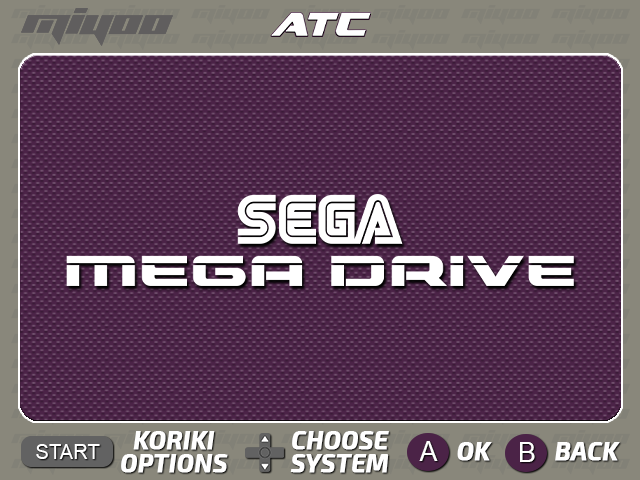 miyoo
ATC
SEGA
MEGA DRIVE
START
KORIKI
OPTIONS
CHOOSE
SYSTEM
A
OK
B
BACK